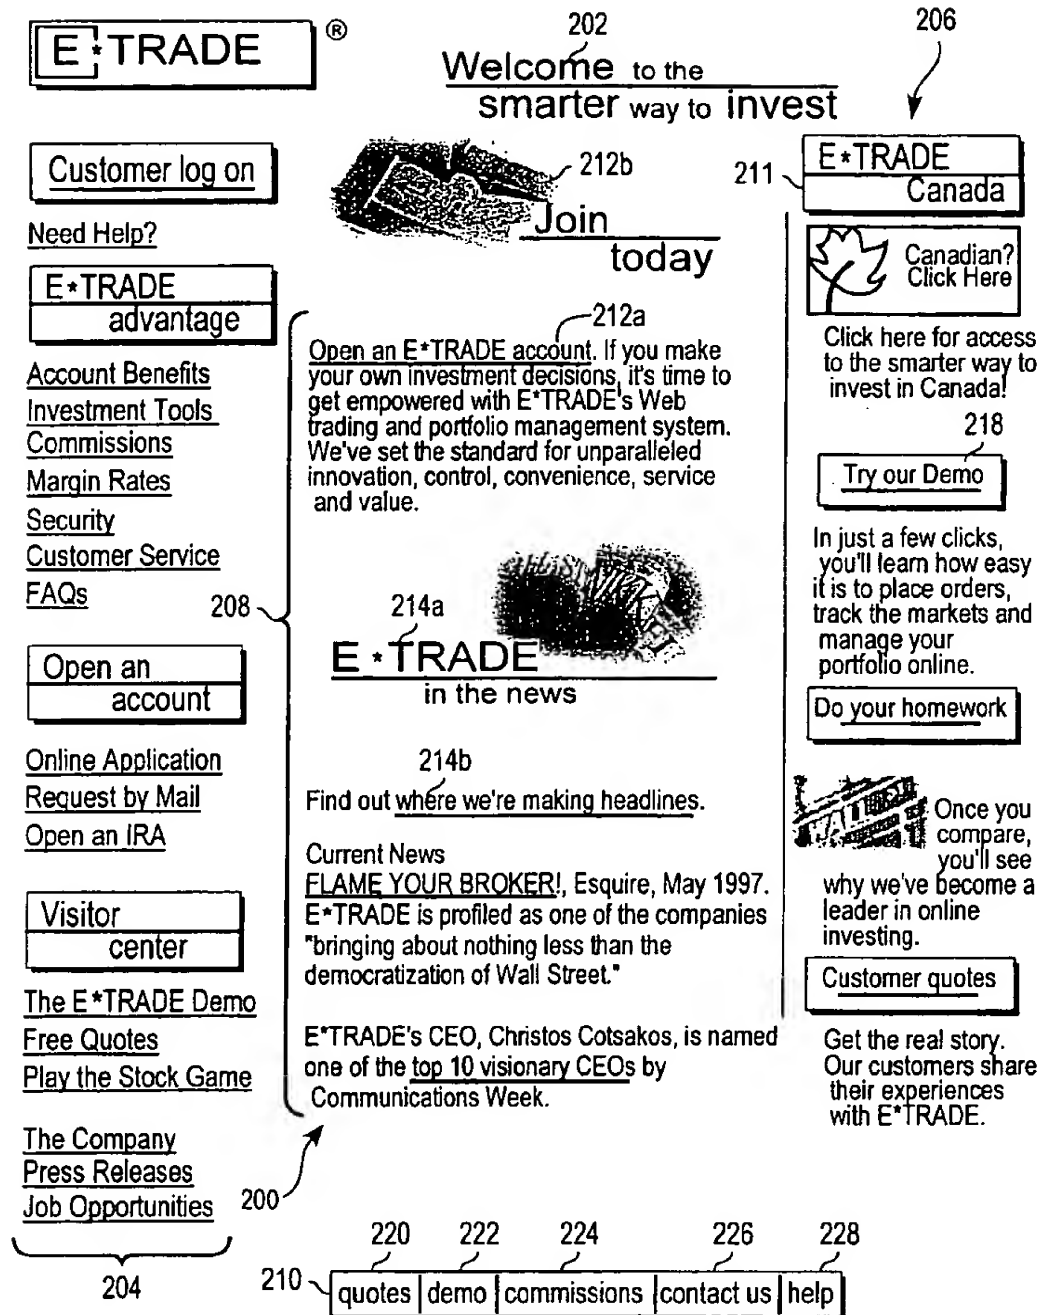 E*TRADE ®
202
Welcome to the
smarter way to invest
206
Customer log on
Need Help?
E*TRADE
advantage
Account Benefits
Investment Tools
Commissions
Margin Rates
Security
Customer Service
FAQs
Open an
account
Online Application
Request by Mail
Open an IRA
Visitor
center
The E*TRADE Demo
Free Quotes
Play the Stock Game
The Company
Press Releases
Job Opportunities
204
212b
Join
today
208
212a
Open an E*TRADE account. If you make
your own investment decisions, it's time to
get empowered with E*TRADE's Web
trading and portfolio management system.
We've set the standard for unparalleled
innovation, control, convenience, service
and value.
214a
E*TRADE
in the news
214b
Find out where we're making headlines.
Current News
FLAME YOUR BROKER!, Esquire, May 1997.
E*TRADE is profiled as one of the companies
"bringing about nothing less than the
democratization of Wall Street."
E*TRADE's CEO, Christos Cotsakos, is named
one of the top 10 visionary CEOs by
Communications Week.
200
211
E*TRADE
Canada
Canadian?
Click Here
Click here for access
to the smarter way to
invest in Canada!
218
Try our Demo
In just a few clicks,
you'll learn how easy
it is to place orders,
track the markets and
manage your
portfolio online.
Do your homework
Once you
compare,
you'll see
why we've become a
leader in online
investing.
Customer quotes
Get the real story.
Our customers share
their experiences
with E*TRADE.
220 222 224 226 228
210
quotes demo commissions contact us help